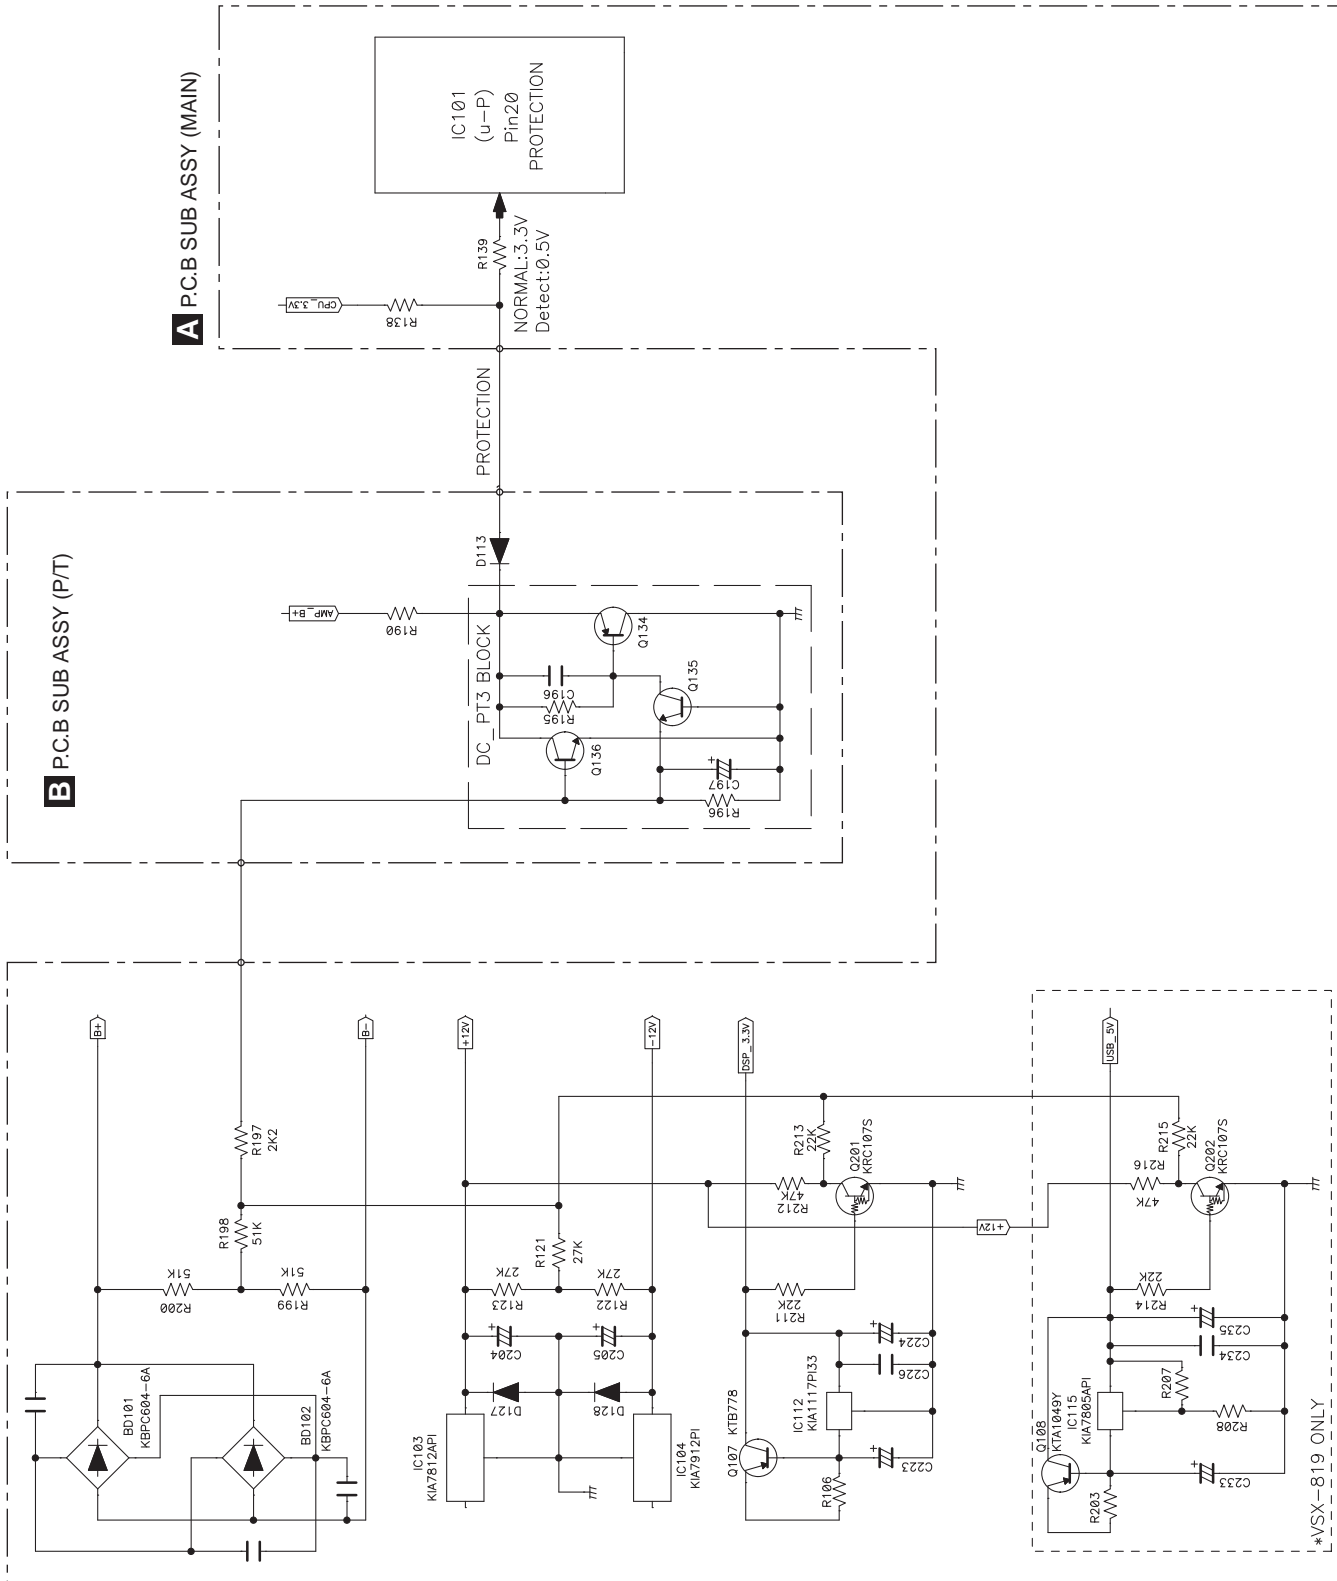 A P.C.B SUB ASSY (MAIN)
IC101
(u-P)
Pin20
PROTECTION
R139
NORMAL:3.3V
Detect:0.5V
CPU_3.3V
R138
PROTECTION
B P.C.B SUB ASSY (P/T)
D113
AMP_B+
R190
DC_PT3 BLOCK
Q134
C196
R195
Q135
Q136
C197
R196
+
B+
B-
+12V
-12V
DSP_3.3V
USB_5V
R197
2K2
R198
51K
51K
R200
51K
R199
R121
27K
27K
R123
27K
R122
R213
22K
Q201
KRC107S
47K
R212
22K
R211
+12V
R215
22K
R216
47K
Q202
KRC107S
22K
R214
BD101
KBPC604-6A
BD102
KBPC604-6A
+
C204
+
C205
D127
D128
IC103
KIA7812API
IC104
KIA7912PI
Q107 KTB778
IC112
KIA1117PI33
+
C224
C226
C223
R106
Q108
KTA1049Y
IC115
KIA7805API
+
C235
C234
R207
R208
+
C233
R203
*VSX-819 ONLY